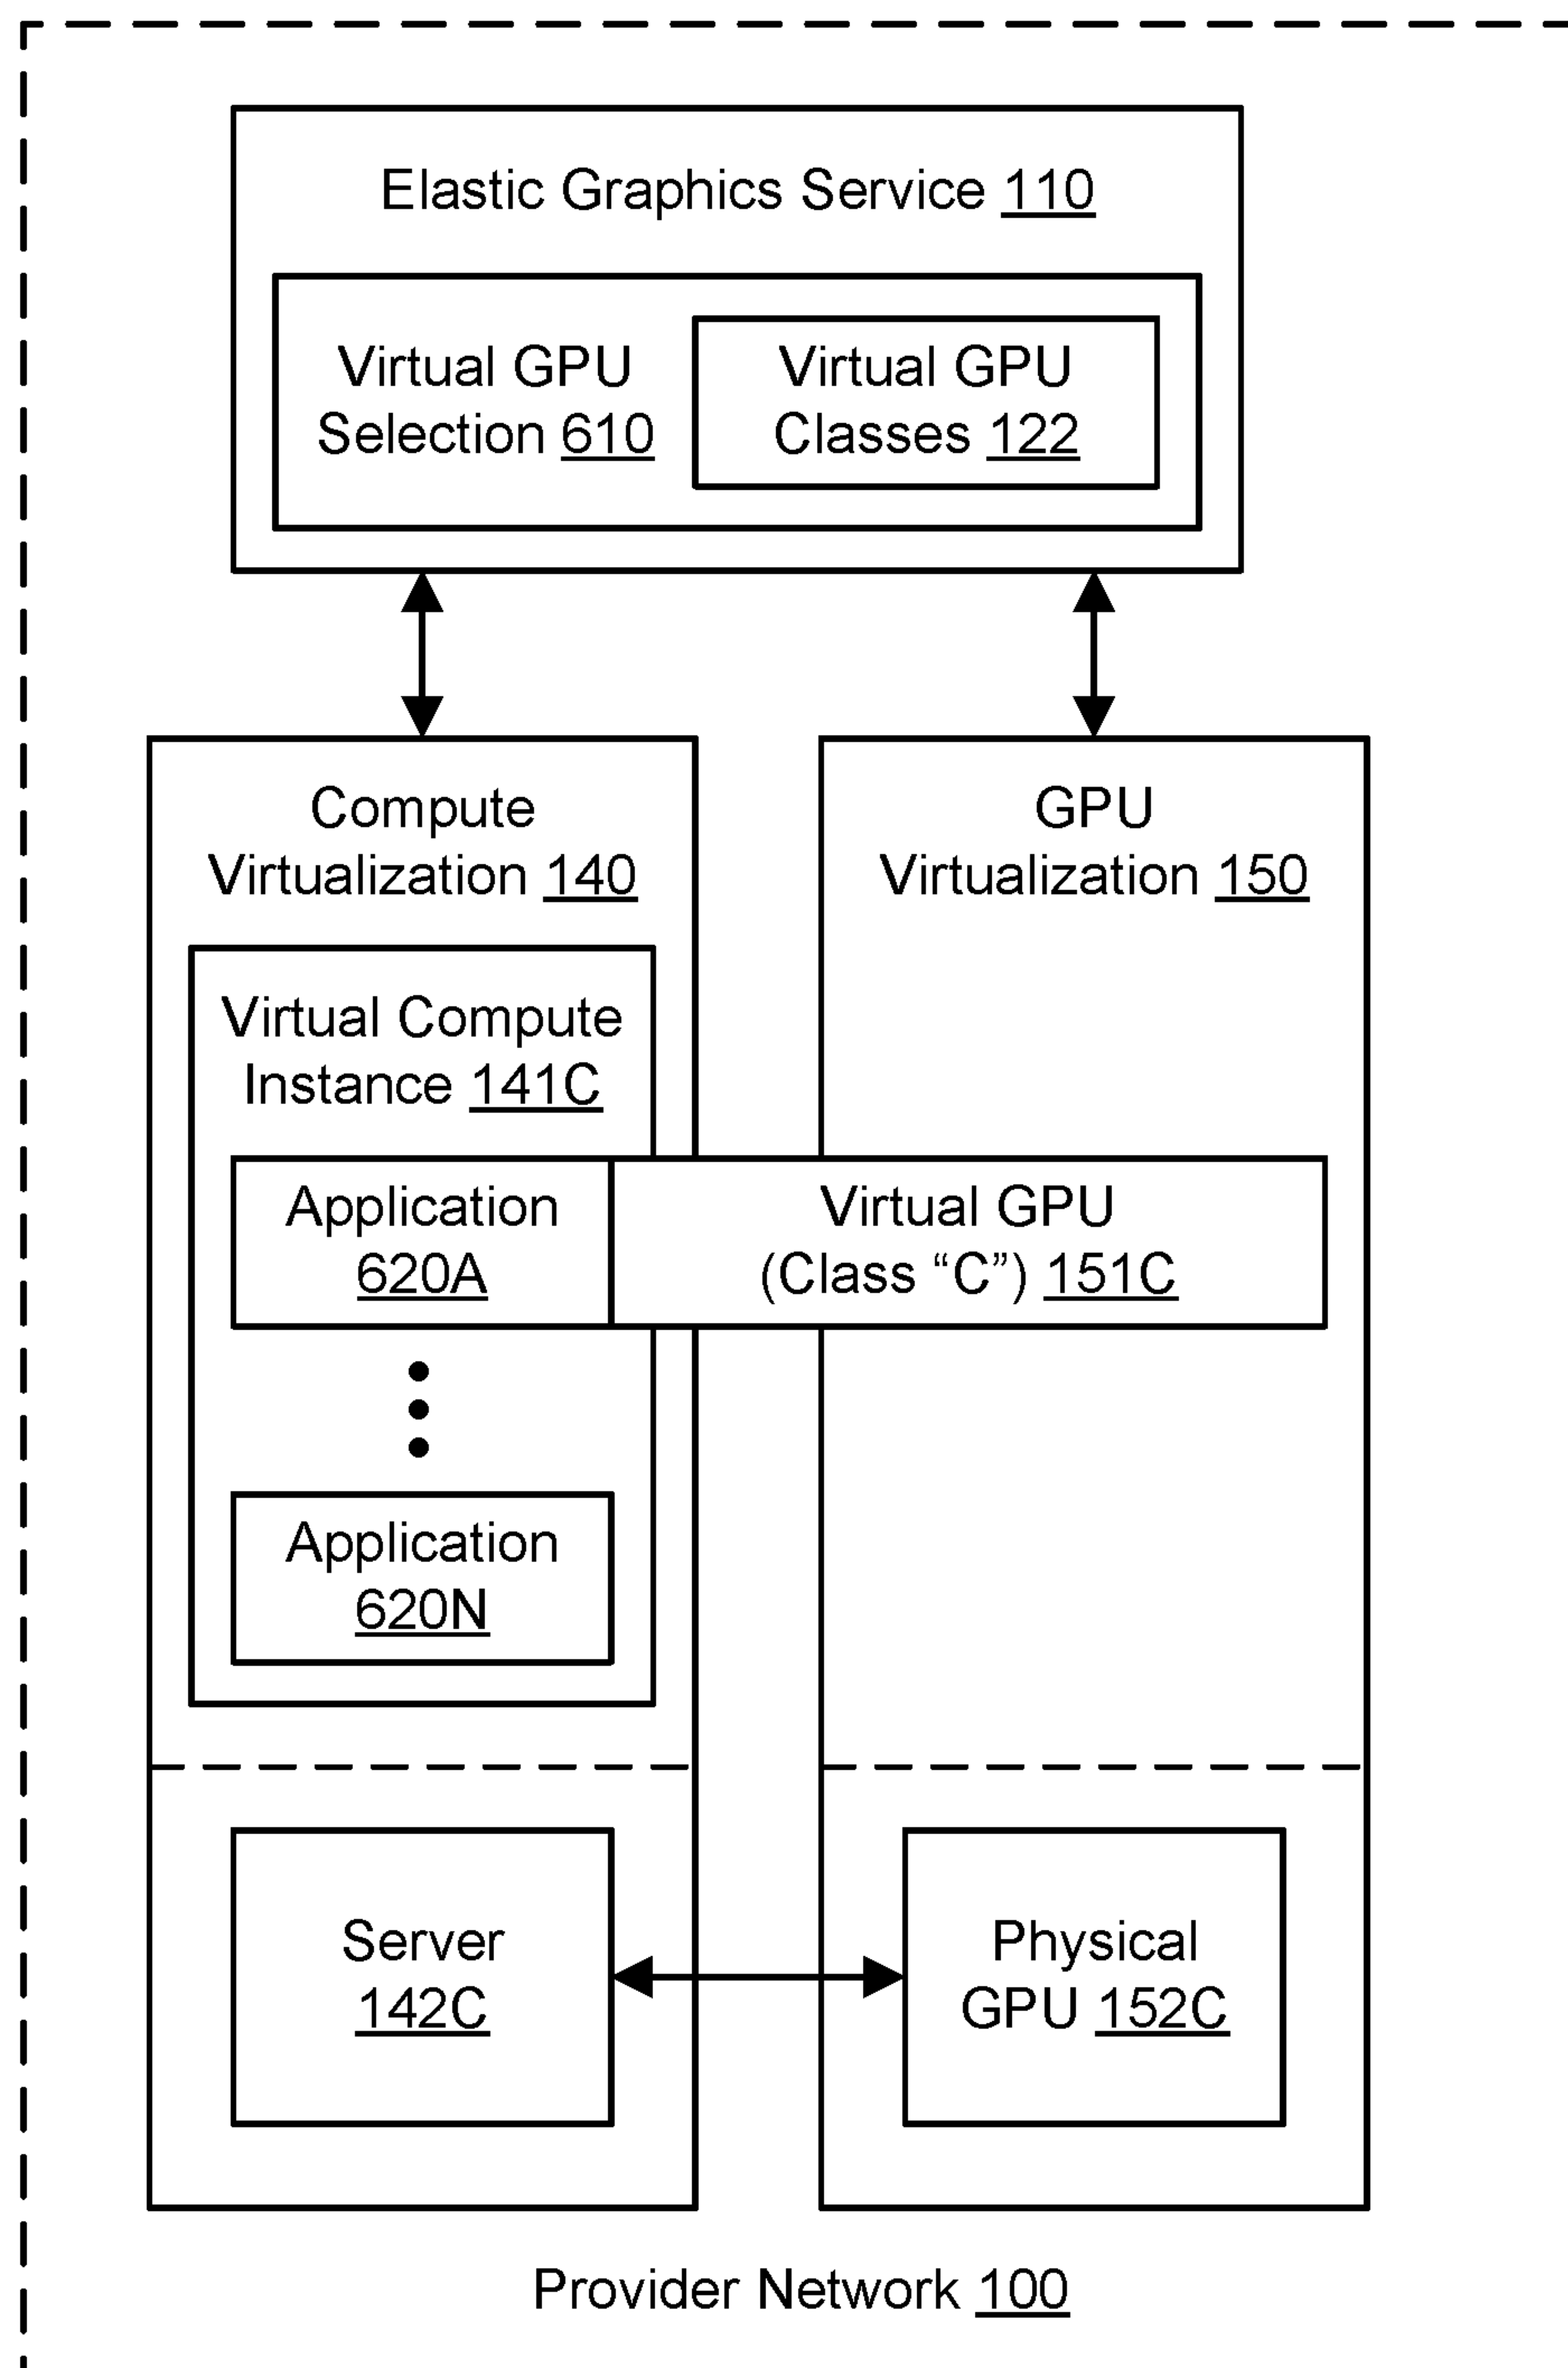 Elastic Graphics Service 110
Virtual GPU
Selection 610
Virtual GPU
Classes 122
Compute
Virtualization 140
GPU
Virtualization 150
Virtual Compute
Instance 141C
Application
620A
Virtual GPU
(Class “C”) 151C
Application
620N
Server
142C
Physical
GPU 152C
Provider Network 100